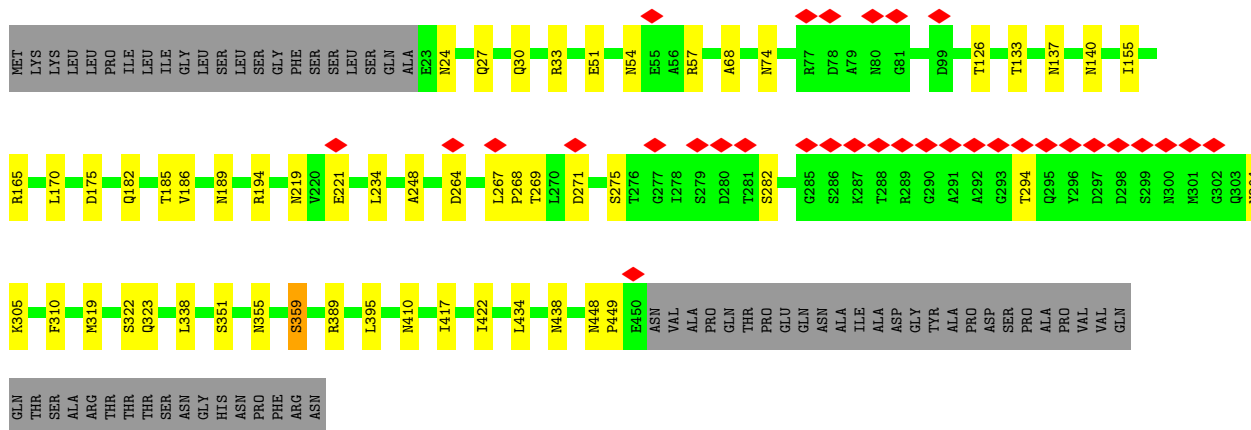 MET LYS LYS LEU LEU PRO ILE LEU ILE GLY LEU SER LEU SER GLY PHE SER SER LEU SER GLN ALA E23 N24 Q27 Q30 R33 E51 N54 E55 A56 R57 A68 N74 R77 D78 A79 N80 G81 D99 T126 T133 N137 N140 I155
R165 L170 D175 Q182 T185 V186 N189 R194 N219 V220 E221 L234 A248 D264 L267 P268 T269 L270 D271 S275 T276 G277 I278 S279 D280 T281 S282 G285 S286 K287 T288 R289 G290 A291 A292 G293 T294 Q295 Y296 D297 D298 S299 N300 M301 G302 Q303
K305 F310 M319 S322 Q323 L338 S351 N355 S359 R389 L395 N410 I417 I422 L434 N438 N448 P449 E450 ASN VAL ALA PRO GLN THR PRO GLU GLN ASN ALA ILE ALA ASP GLY TYR ALA PRO ASP SER PRO ALA PRO VAL VAL GLN
GLN THR SER ALA ARG THR THR THR SER ASN GLY HIS ASN PRO PHE ARG ASN